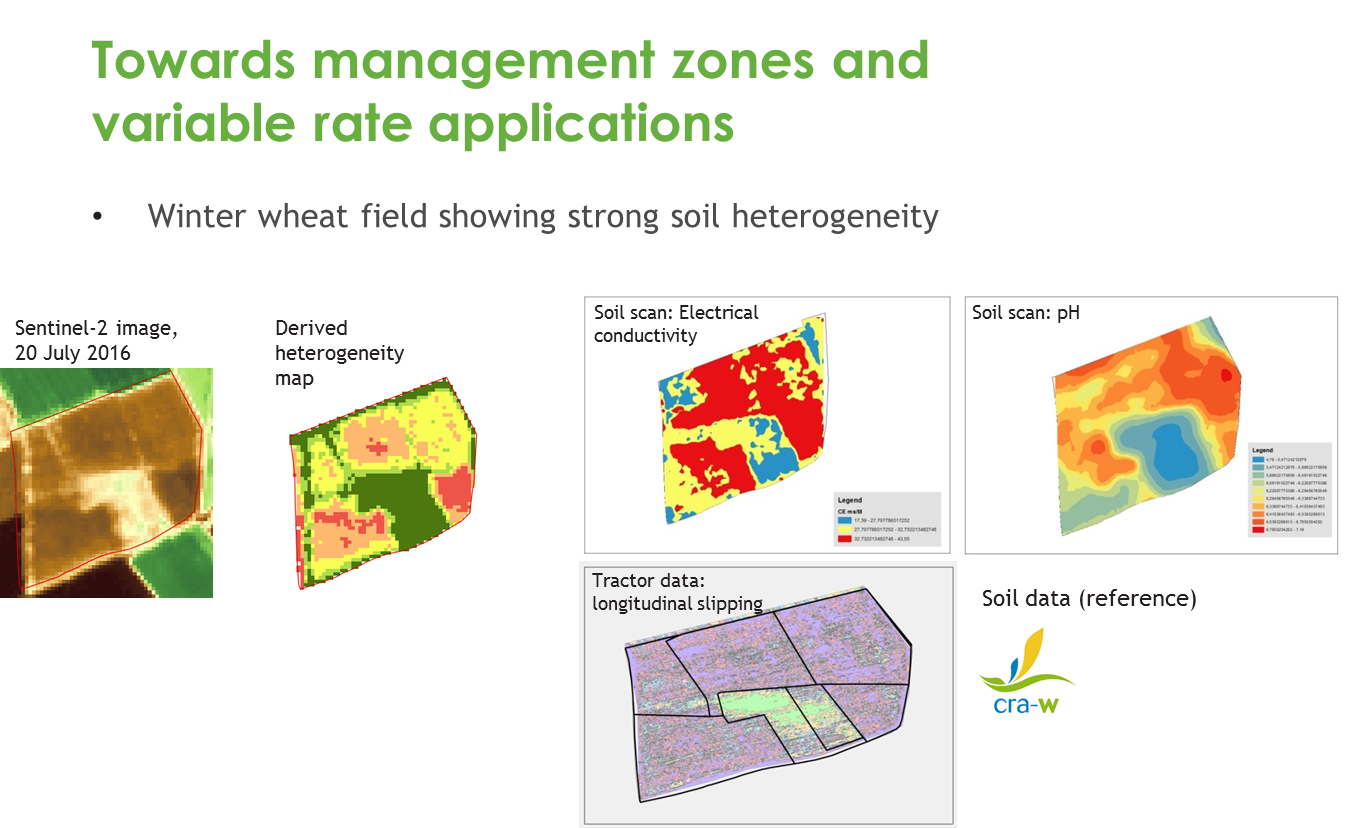 Towards management zones and
variable rate applications
• Winter wheat field showing strong soil heterogeneity
Sentinel-2 image,
20 July 2016
Derived
heterogeneity
map
Soil scan: Electrical
conductivity
Legend
CE ms/M
Soil scan: pH
Legend
Tractor data:
longitudinal slipping
Soil data (reference)
cra-w